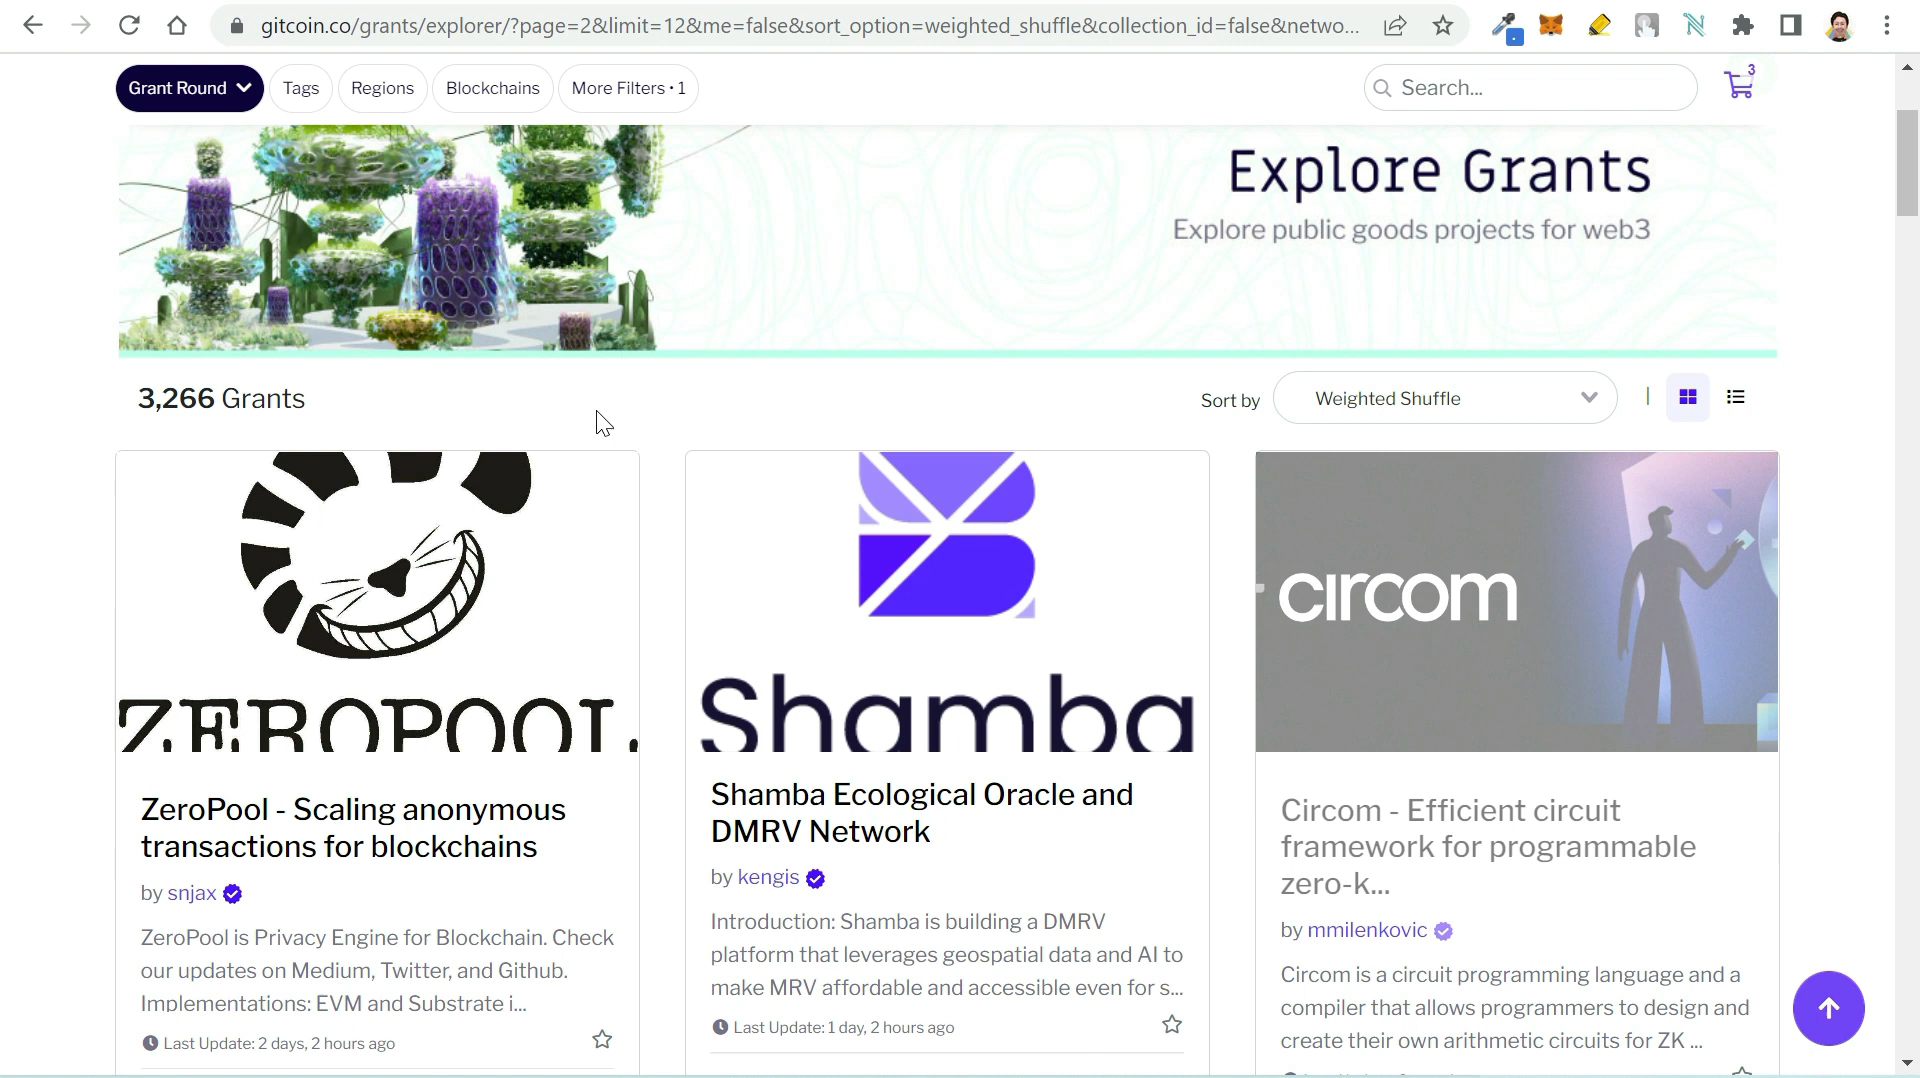 gitcoin.co/grants/explorer/?page=2&limit=12&me=false&sort_option=weighted_shuffle&collection_id=false&netwo...
Grant Round
Tags
Regions
Blockchains
More Filters • 1
Search...
3
Explore Grants
Explore public goods projects for web3
3,266 Grants
Sort by
Weighted Shuffle
ZEROPOOL
Shamba
circom
ZeroPool - Scaling anonymous
transactions for blockchains
by snjax
ZeroPool is Privacy Engine for Blockchain. Check
our updates on Medium, Twitter, and Github.
Implementations: EVM and Substrate i...
Last Update: 2 days, 2 hours ago
Shamba Ecological Oracle and
DMRV Network
by kengis
Introduction: Shamba is building a DMRV
platform that leverages geospatial data and AI to
make MRV affordable and accessible even for s...
Last Update: 1 day, 2 hours ago
Circom - Efficient circuit
framework for programmable
zero-k...
by mmilenkovic
Circom is a circuit programming language and a
compiler that allows programmers to design and
create their own arithmetic circuits for ZK ...